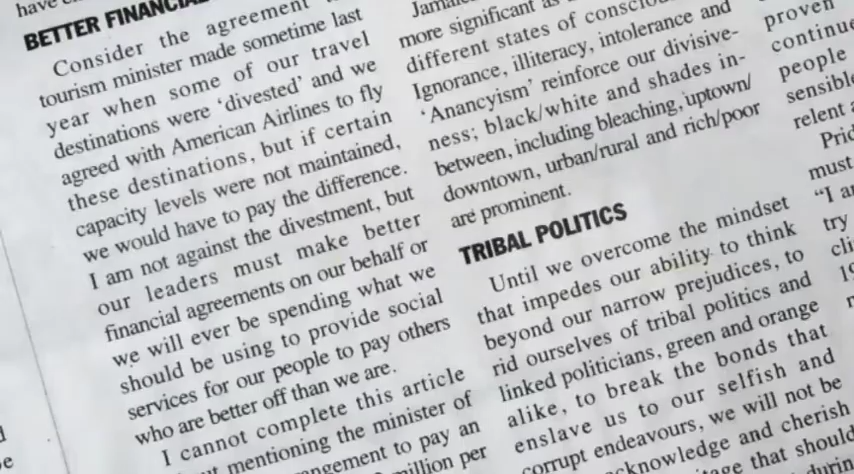 have
BETTER FINANCIAL
Consider the agreement
tourism minister made sometime last
year when some of our travel
destinations were 'divested' and we
agreed with American Airlines to fly
these destinations, but if certain
capacity levels were not maintained,
we would have to pay the difference.
I am not against the divestment, but
our leaders must make better
financial agreements on our behalf or
we will ever be spending what we
should be using to provide social
services for our people to pay others
who are better off than we are.
I cannot complete this article
mentioning the minister of
to pay an
per
more significant as
different states of
Ignorance, illiteracy, intolerance and
'Anancyism' reinforce our divisive-
ness; black/white and shades in-
between, including bleaching, uptown/
downtown, urban/rural and rich/poor
are prominent.
TRIBAL POLITICS
Until we overcome the mindset
that impedes our ability to think
beyond our narrow prejudices, to
rid ourselves of tribal politics and
linked politicians, green and orange
alike, to break the bonds that
enslave us to our selfish and
corrupt endeavours, we will not be
and cherish
that should
proven
continue
people
sensible
relent
must
"I
try